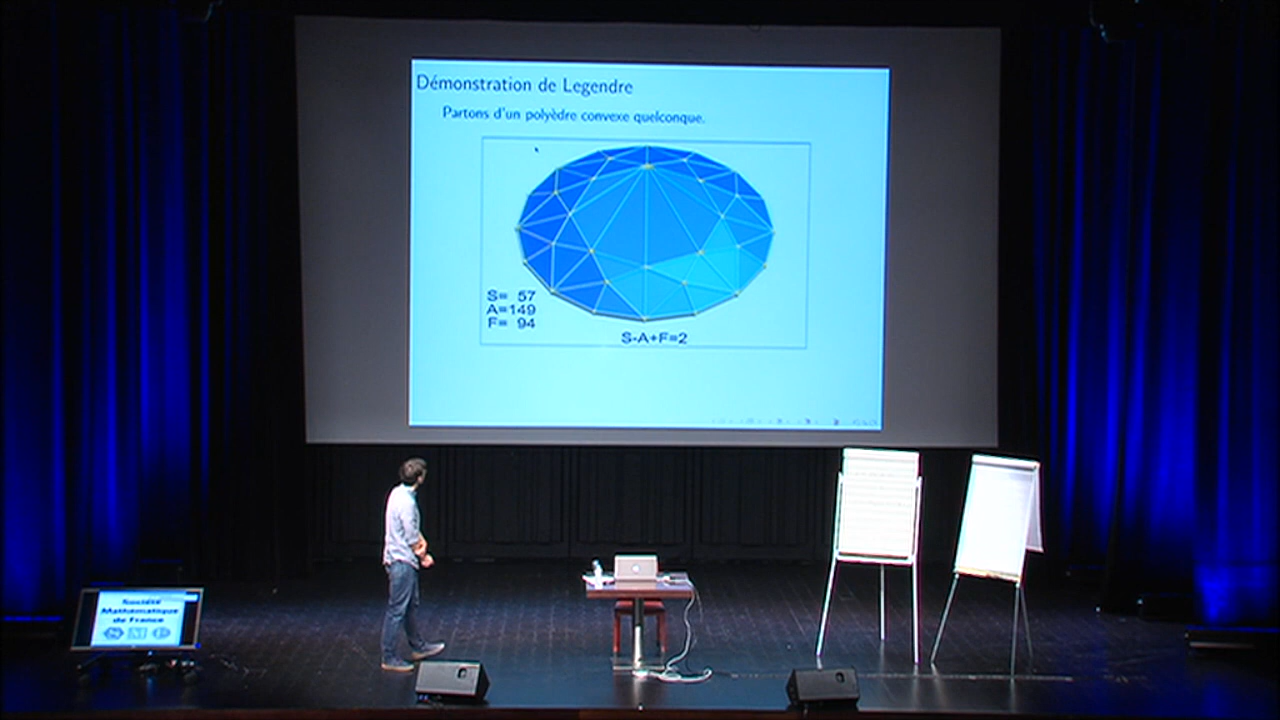 Démonstration de Legendre
Partons d'un polyèdre convexe quelconque.
S= 57
A=149
F= 94
S-A+F=2
Société
Mathématique
de France
S M F